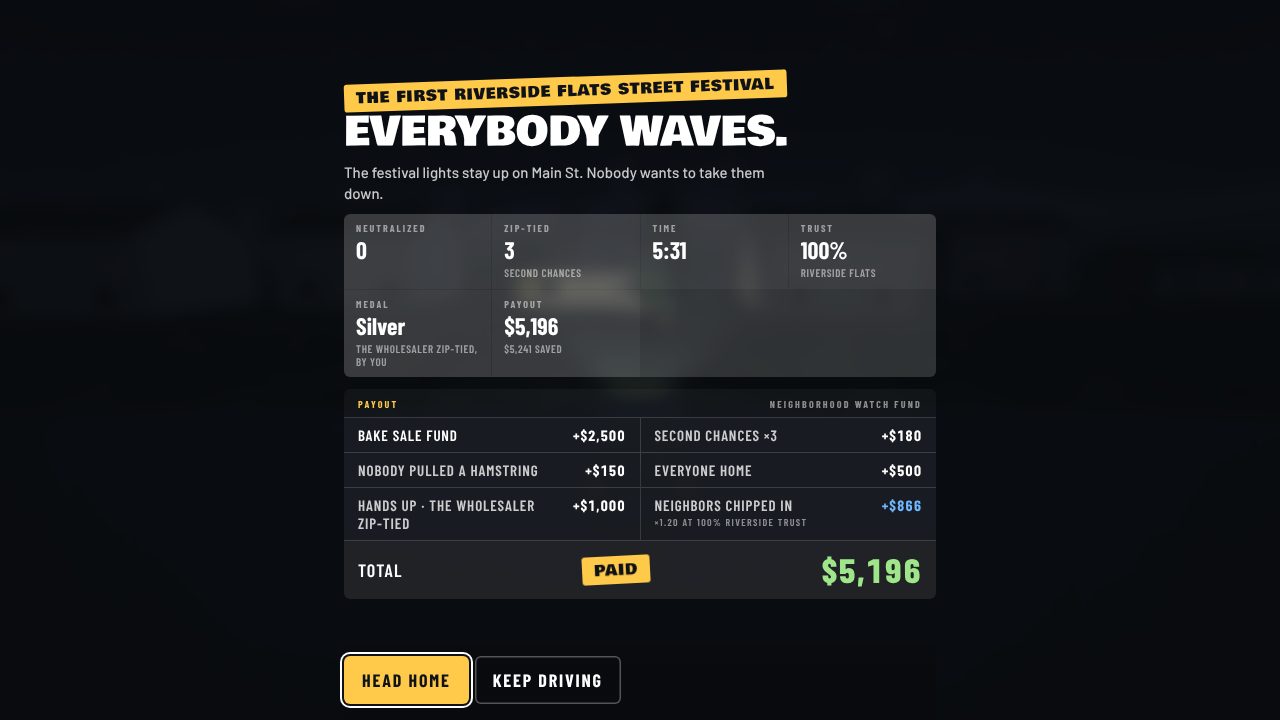 THE FIRST RIVERSIDE FLATS STREET FESTIVAL
EVERYBODY WAVES.
The festival lights stay up on Main St. Nobody wants to take them
down.
NEUTRALIZED
0
ZIP-TIED
3
SECOND CHANCES
TIME
5:31
TRUST
100%
RIVERSIDE FLATS
MEDAL
Silver
THE WHOLESALER ZIP-TIED,
BY YOU
PAYOUT
$5,196
$5,241 SAVED
PAYOUT
NEIGHBORHOOD WATCH FUND
BAKE SALE FUND +$2,500
SECOND CHANCES ×3 +$180
NOBODY PULLED A HAMSTRING +$150
EVERYONE HOME +$500
HANDS UP · THE WHOLESALER +$1,000
ZIP-TIED
NEIGHBORS CHIPPED IN +$866
×1.20 AT 100% RIVERSIDE TRUST
TOTAL PAID $5,196
HEAD HOME
KEEP DRIVING